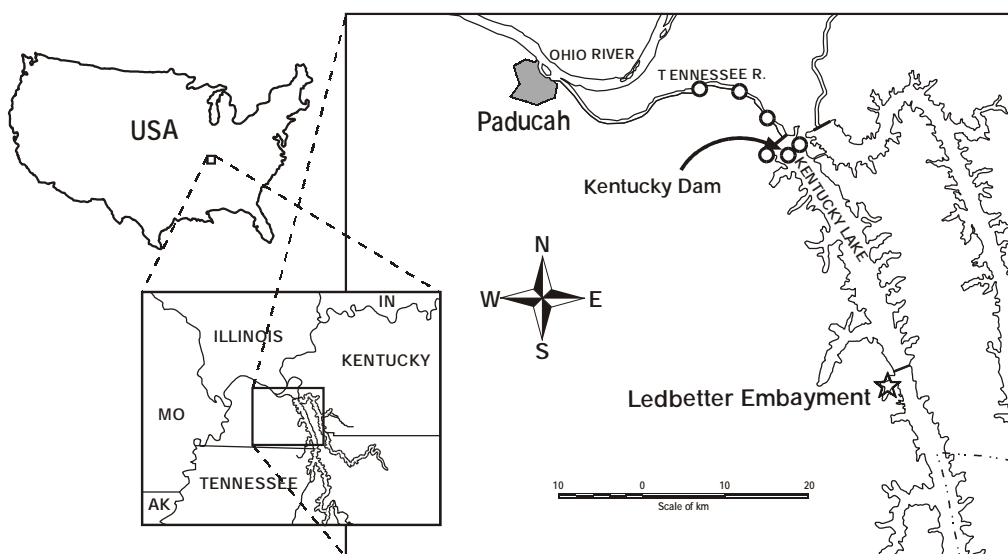 USA
OHIO RIVER
TENNESSEE R.
Paducah
Kentucky Dam
KENTUCKY LAKE
N
W E
S
IN
ILLINOIS
KENTUCKY
MO
TENNESSEE
AK
Ledbetter Embayment
10 0 10 20
Scale of km